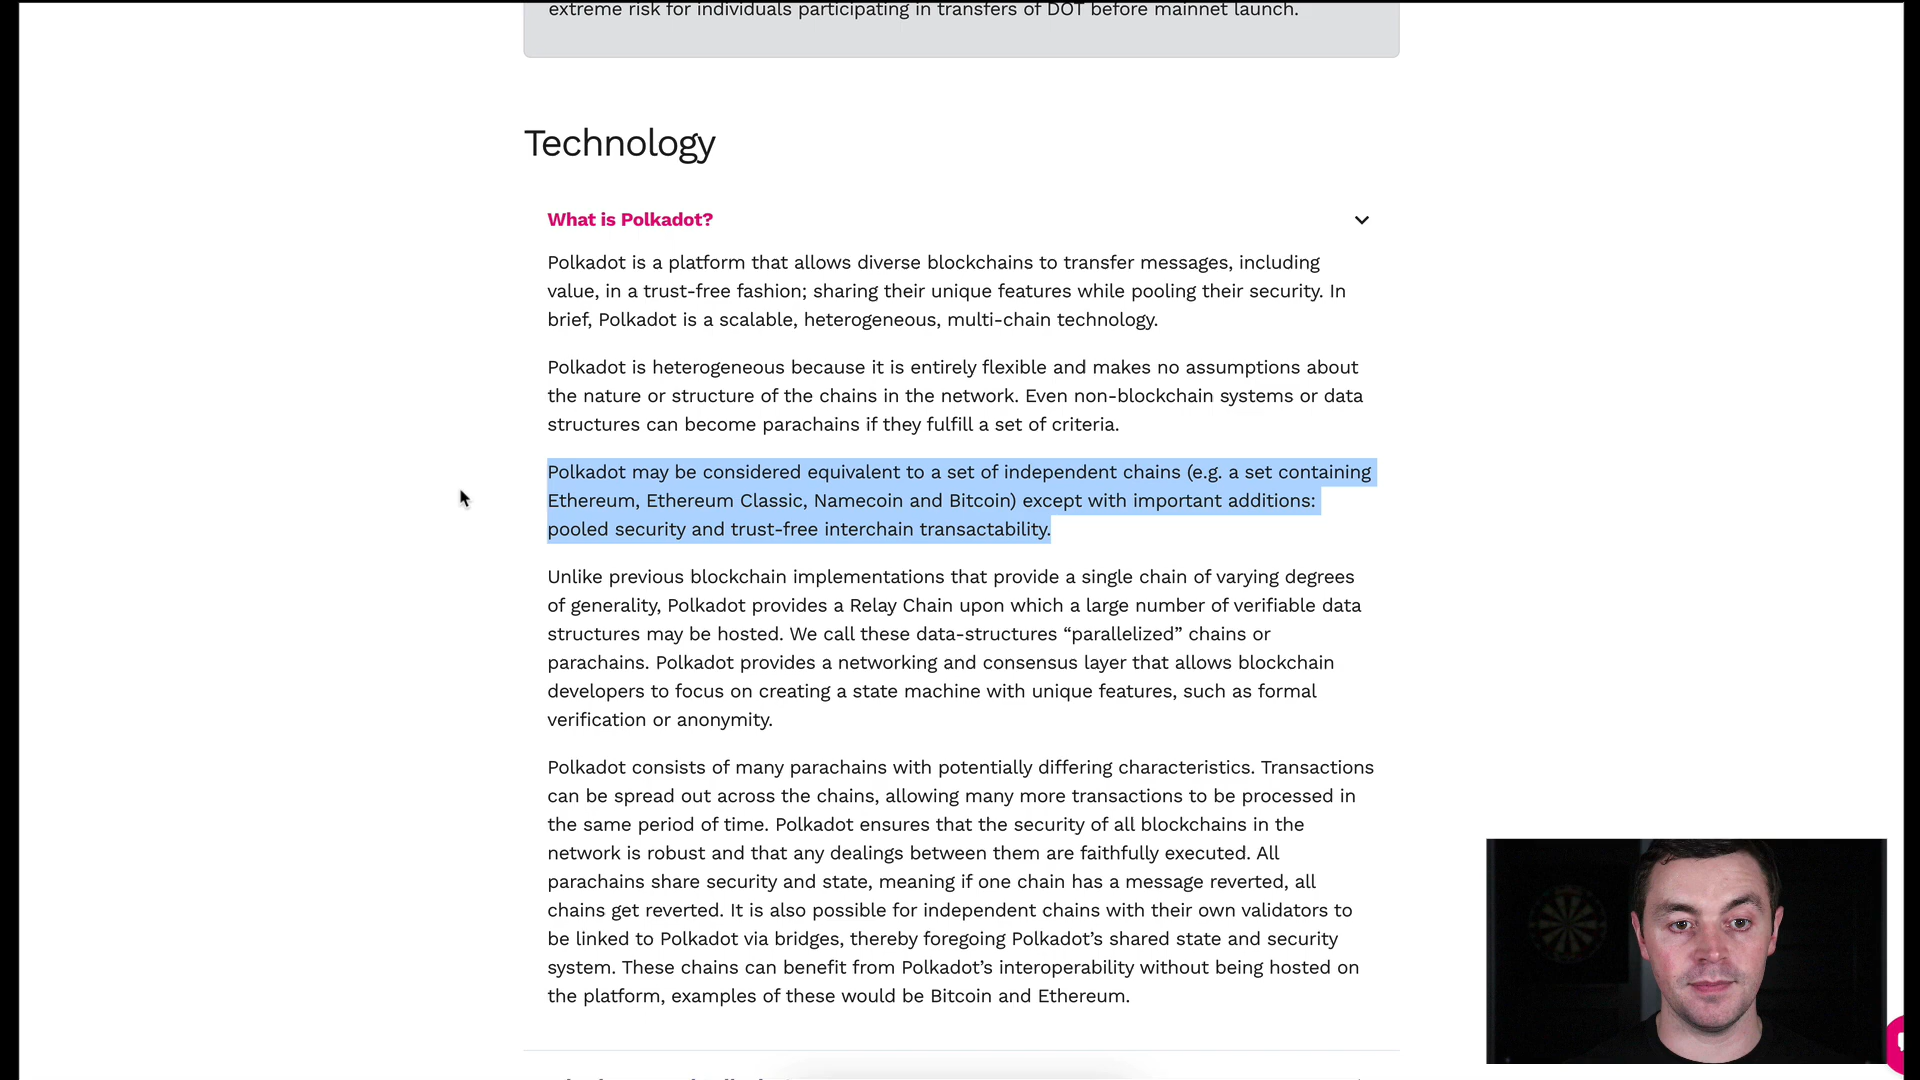 extreme risk for individuals participating in transfers of DOT before mainnet launch.
Technology
What is Polkadot?
Polkadot is a platform that allows diverse blockchains to transfer messages, including
value, in a trust-free fashion; sharing their unique features while pooling their security. In
brief, Polkadot is a scalable, heterogeneous, multi-chain technology.
Polkadot is heterogeneous because it is entirely flexible and makes no assumptions about
the nature or structure of the chains in the network. Even non-blockchain systems or data
structures can become parachains if they fulfill a set of criteria.
Polkadot may be considered equivalent to a set of independent chains (e.g. a set containing
Ethereum, Ethereum Classic, Namecoin and Bitcoin) except with important additions:
pooled security and trust-free interchain transactability.
Unlike previous blockchain implementations that provide a single chain of varying degrees
of generality, Polkadot provides a Relay Chain upon which a large number of verifiable data
structures may be hosted. We call these data-structures “parallelized” chains or
parachains. Polkadot provides a networking and consensus layer that allows blockchain
developers to focus on creating a state machine with unique features, such as formal
verification or anonymity.
Polkadot consists of many parachains with potentially differing characteristics. Transactions
can be spread out across the chains, allowing many more transactions to be processed in
the same period of time. Polkadot ensures that the security of all blockchains in the
network is robust and that any dealings between them are faithfully executed. All
parachains share security and state, meaning if one chain has a message reverted, all
chains get reverted. It is also possible for independent chains with their own validators to
be linked to Polkadot via bridges, thereby foregoing Polkadot’s shared state and security
system. These chains can benefit from Polkadot’s interoperability without being hosted on
the platform, examples of these would be Bitcoin and Ethereum.